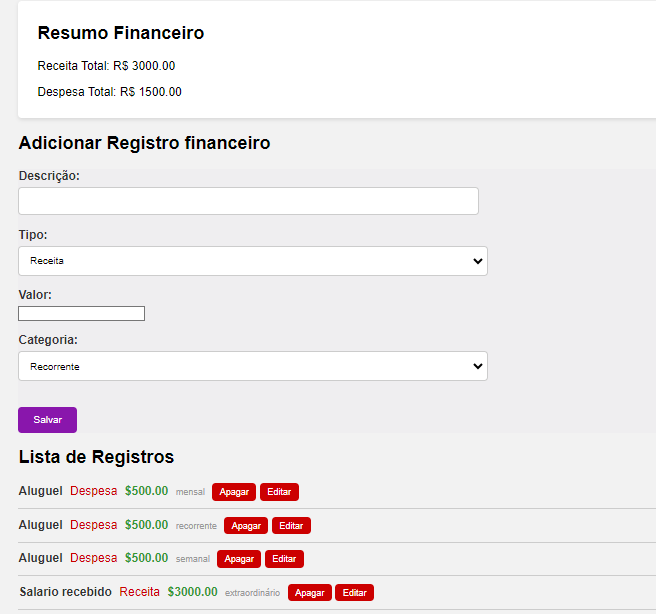 Resumo Financeiro
Receita Total: R$ 3000.00
Despesa Total: R$ 1500.00
Adicionar Registro financeiro
Descrição:
Tipo:
Receita
Valor:
Categoria:
Recorrente
Salvar
Lista de Registros
Aluguel Despesa $500.00 mensal Apagar Editar
Aluguel Despesa $500.00 recorrente Apagar Editar
Aluguel Despesa $500.00 semanal Apagar Editar
Salario recebido Receita $3000.00 extraordinário Apagar Editar